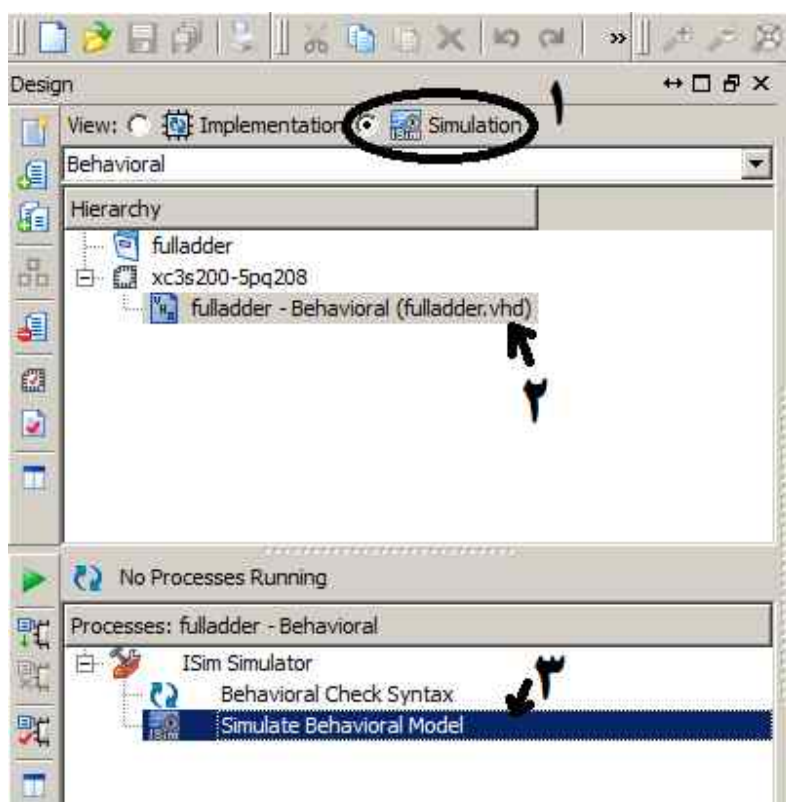 Design
View: Implementation Simulation ۱
Behavioral
Hierarchy
fulladder
xc3s200-5pq208
fulladder - Behavioral (fulladder.vhd)
۲
No Processes Running
Processes: fulladder - Behavioral
ISim Simulator
۳
Behavioral Check Syntax
Simulate Behavioral Model